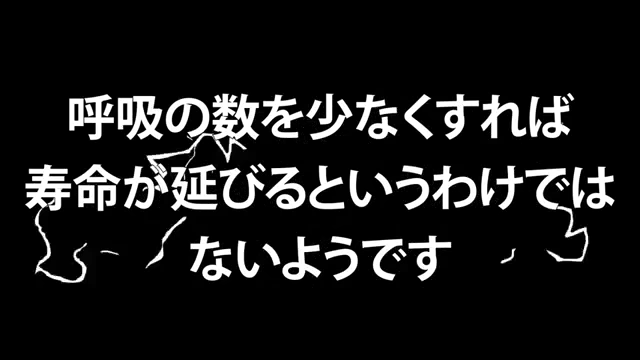 呼吸の数を少なくすれば
寿命が延びるというわけでは
ないようです